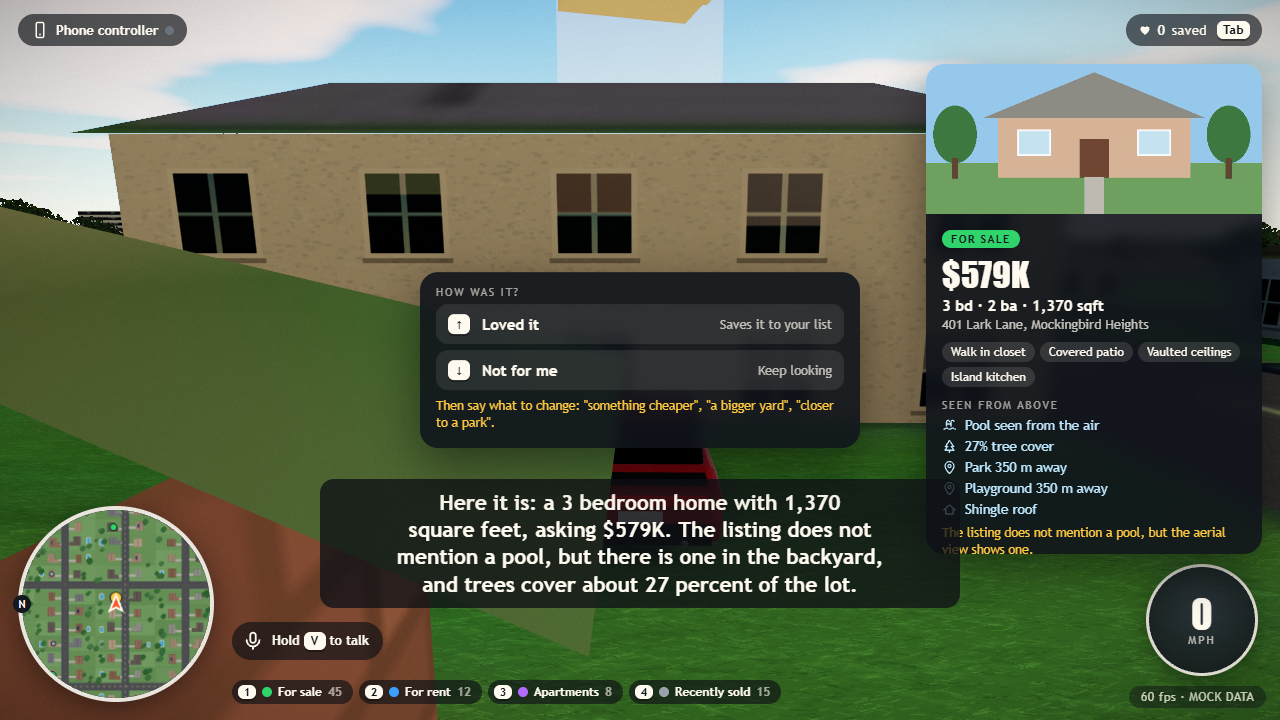 Phone controller
0 saved Tab
FOR SALE
$579K
3 bd · 2 ba · 1,370 sqft
401 Lark Lane, Mockingbird Heights
Walk in closet Covered patio Vaulted ceilings
Island kitchen
SEEN FROM ABOVE
Pool seen from the air
27% tree cover
Park 350 m away
Playground 350 m away
Shingle roof
The listing does not mention a pool, but the aerial
view shows one.
HOW WAS IT?
↑ Loved it Saves it to your list
↓ Not for me Keep looking
Then say what to change: "something cheaper", "a bigger yard", "closer
to a park".
Here it is: a 3 bedroom home with 1,370
square feet, asking $579K. The listing does not
mention a pool, but there is one in the backyard,
and trees cover about 27 percent of the lot.
N
Hold V to talk
1 For sale 45 2 For rent 12 3 Apartments 8 4 Recently sold 15
0
MPH
60 fps · MOCK DATA